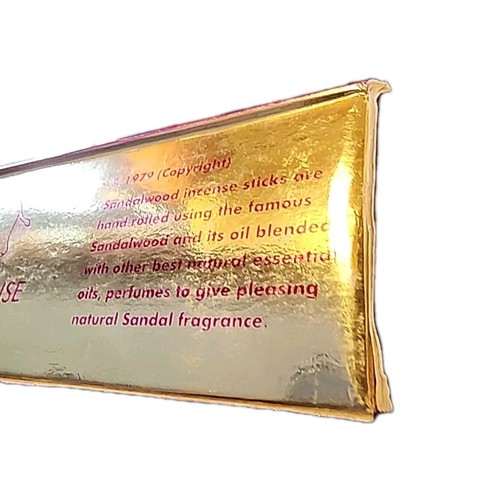 1979 (Copyright)
Sandalwood incense sticks are
hand rolled using the famous
Sandalwood and its oil blended
with other best natural essential
oils, perfumes to give pleasing
natural Sandal fragrance.